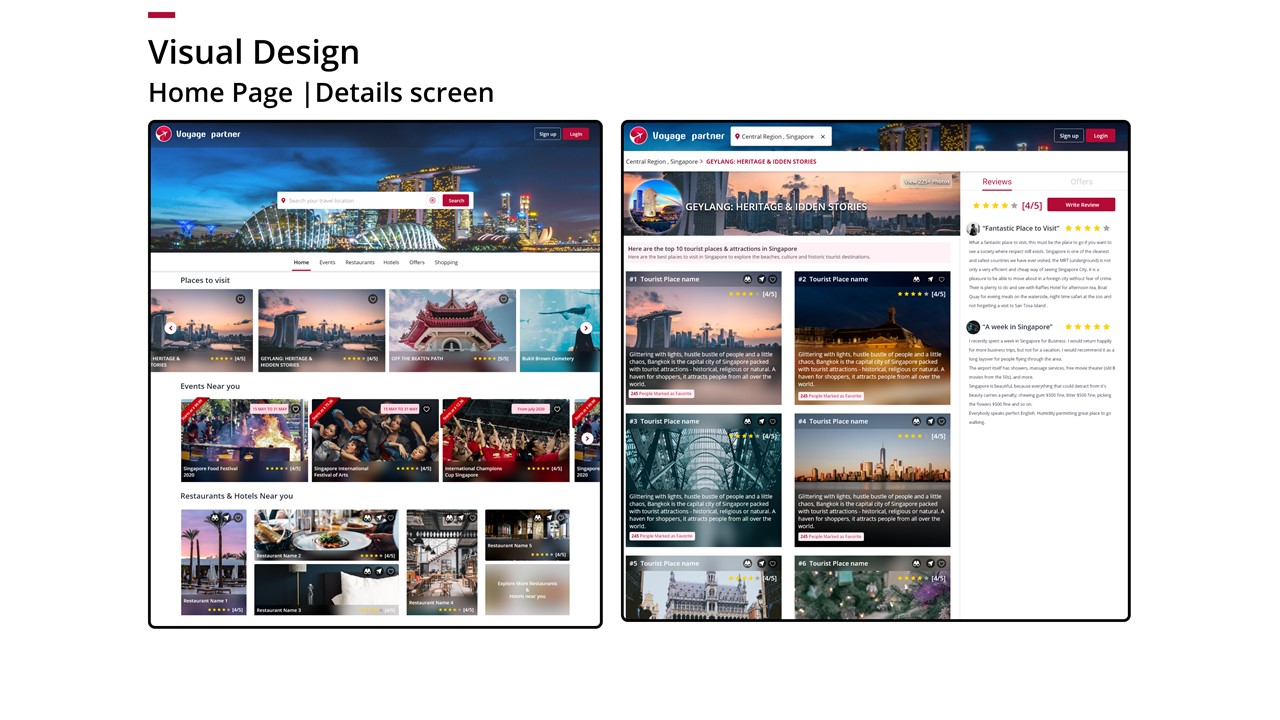 Visual Design
Home Page |Details screen
Voyage partner
Sign up
Login
Search your travel location
Search
Home
Events
Restaurants
Hotels
Offers
Shopping
Places to visit
HERITAGE &
[4/5]
GEYLANG: HERITAGE &
HIDDEN STORIES
[4/5]
OFF THE BEATEN PATH
[5/5]
Bukit Brown Cemetery
Events Near you
15 MAY TO 31 MAY
Singapore Food Festival
2020
[4/5]
15 MAY TO 31 MAY
Singapore International
Festival of Arts
[4/5]
From July 2020
International Champions
Cup Singapore
[4/5]
Singapore
2020
Restaurants & Hotels Near you
Restaurant Name 1
[4/5]
Restaurant Name 2
[4/5]
Restaurant Name 3
[4/5]
Restaurant Name 4
[4/5]
Restaurant Name 5
[4/5]
Explore More Restaurants
&
Hotels near you
Voyage partner
Central Region , Singapore
Sign up
Login
Central Region , Singapore > GEYLANG: HERITAGE & IDDEN STORIES
View 225+ Photos
GEYLANG: HERITAGE & IDDEN STORIES
Here are the top 10 tourist places & attractions in Singapore
Here are the best places to visit in Singapore to explore the beaches, culture and historic tourist destinations.
#1 Tourist Place name
[4/5]
Glittering with lights, hustle bustle of people and a little
chaos, Bangkok is the capital city of Singapore packed
with tourist attractions - historical, religious or natural. A
haven for shoppers, it attracts people from all over the
world.
245 People Marked as Favorite
#2 Tourist Place name
[4/5]
Glittering with lights, hustle bustle of people and a little
chaos, Bangkok is the capital city of Singapore packed
with tourist attractions - historical, religious or natural. A
haven for shoppers, it attracts people from all over the
world.
245 People Marked as Favorite
#3 Tourist Place name
[4/5]
Glittering with lights, hustle bustle of people and a little
chaos, Bangkok is the capital city of Singapore packed
with tourist attractions - historical, religious or natural. A
haven for shoppers, it attracts people from all over the
world.
245 People Marked as Favorite
#4 Tourist Place name
[4/5]
Glittering with lights, hustle bustle of people and a little
chaos, Bangkok is the capital city of Singapore packed
with tourist attractions - historical, religious or natural. A
haven for shoppers, it attracts people from all over the
world.
245 People Marked as Favorite
#5 Tourist Place name
[4/5]
#6 Tourist Place name
[4/5]
Reviews
Offers
[4/5]
Write Review
"Fantastic Place to Visit"
What a fantastic place to visit, this must be the place to go if you want to
see a society where respect still exists. Singapore is one of the cleanest
and safest countries we have ever visited, the MRT (underground) is not
only a very efficient and cheap way of seeing Singapore City, it is a
pleasure to be able to move about in a foreign city without fear of crime.
Their is plenty to do and see with Raffles Hotel for afternoon tea, Boat
Quay for eveing meals on the waterside, night time safari at the zoo and
not forgetting a visit to San Tosa Island .
"A week in Singapore"
I recently spent a week in Singapore for Business. I would return happily
for more business trips, but not for a vacation. I would recommend it as a
long layover for people flying through the area.
The airport itself has showers, massage services, free movie theater (still B
movies from the 50s), and more.
Singapore is beautiful, because everything that could detract from it's
beauty carries a penalty; chewing gum $500 fine, litter $500 fine, picking
the flowers $500 fine and so on.
Everybody speaks perfect English. Humidity permitting great place to go
walking.